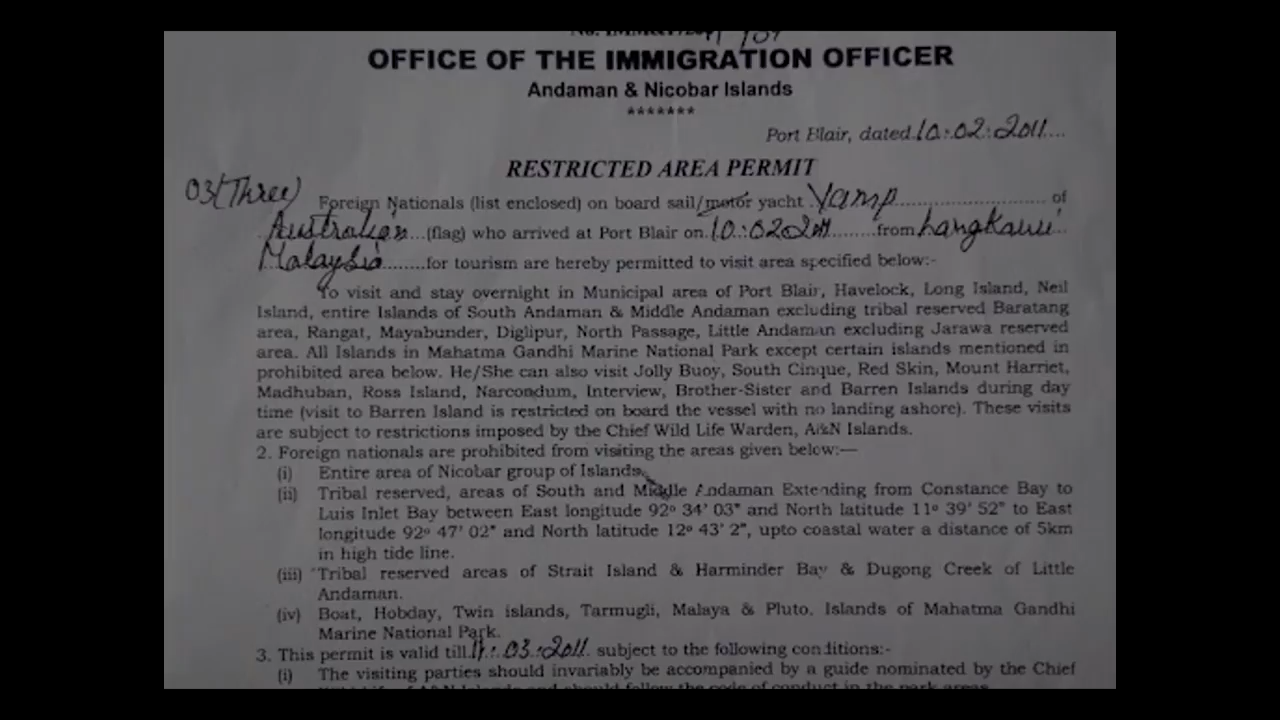 OFFICE OF THE IMMIGRATION OFFICER
Andaman & Nicobar Islands
*******
Port Blair, dated 10.02.2011....
RESTRICTED AREA PERMIT
03(Three) Foreign Nationals (list enclosed) on board sail/motor yacht Yamp.......................... of
Australian...(flag) who arrived at Port Blair on 10.02.2011........from Langkawi..
Malaysia.......for tourism are hereby permitted to visit area specified below:-
To visit and stay overnight in Municipal area of Port Blair, Havelock, Long Island, Neil
Island, entire Islands of South Andaman & Middle Andaman excluding tribal reserved Baratang
area, Rangat, Mayabunder, Diglipur, North Passage, Little Andaman excluding Jarawa reserved
area. All Islands in Mahatma Gandhi Marine National Park except certain islands mentioned in
prohibited area below. He/She can also visit Jolly Buoy, South Cinque, Red Skin, Mount Harriet,
Madhuban, Ross Island, Narcondum, Interview, Brother-Sister and Barren Islands during day
time (visit to Barren Island is restricted on board the vessel with no landing ashore). These visits
are subject to restrictions imposed by the Chief Wild Life Warden, A&N Islands.
2. Foreign nationals are prohibited from visiting the areas given below:—
(i) Entire area of Nicobar group of Islands.
(ii) Tribal reserved, areas of South and Middle Andaman Extending from Constance Bay to
Luis Inlet Bay between East longitude 92º 34' 03" and North latitude 11º 39' 52" to East
longitude 92º 47' 02" and North latitude 12º 43' 2", upto coastal water a distance of 5km
in high tide line.
(iii) Tribal reserved areas of Strait Island & Harminder Bay & Dugong Creek of Little
Andaman.
(iv) Boat, Hobday, Twin islands, Tarmugli, Malaya & Pluto. Islands of Mahatma Gandhi
Marine National Park.
3. This permit is valid till 11.03.2011 subject to the following conditions:-
(i) The visiting parties should invariably be accompanied by a guide nominated by the Chief